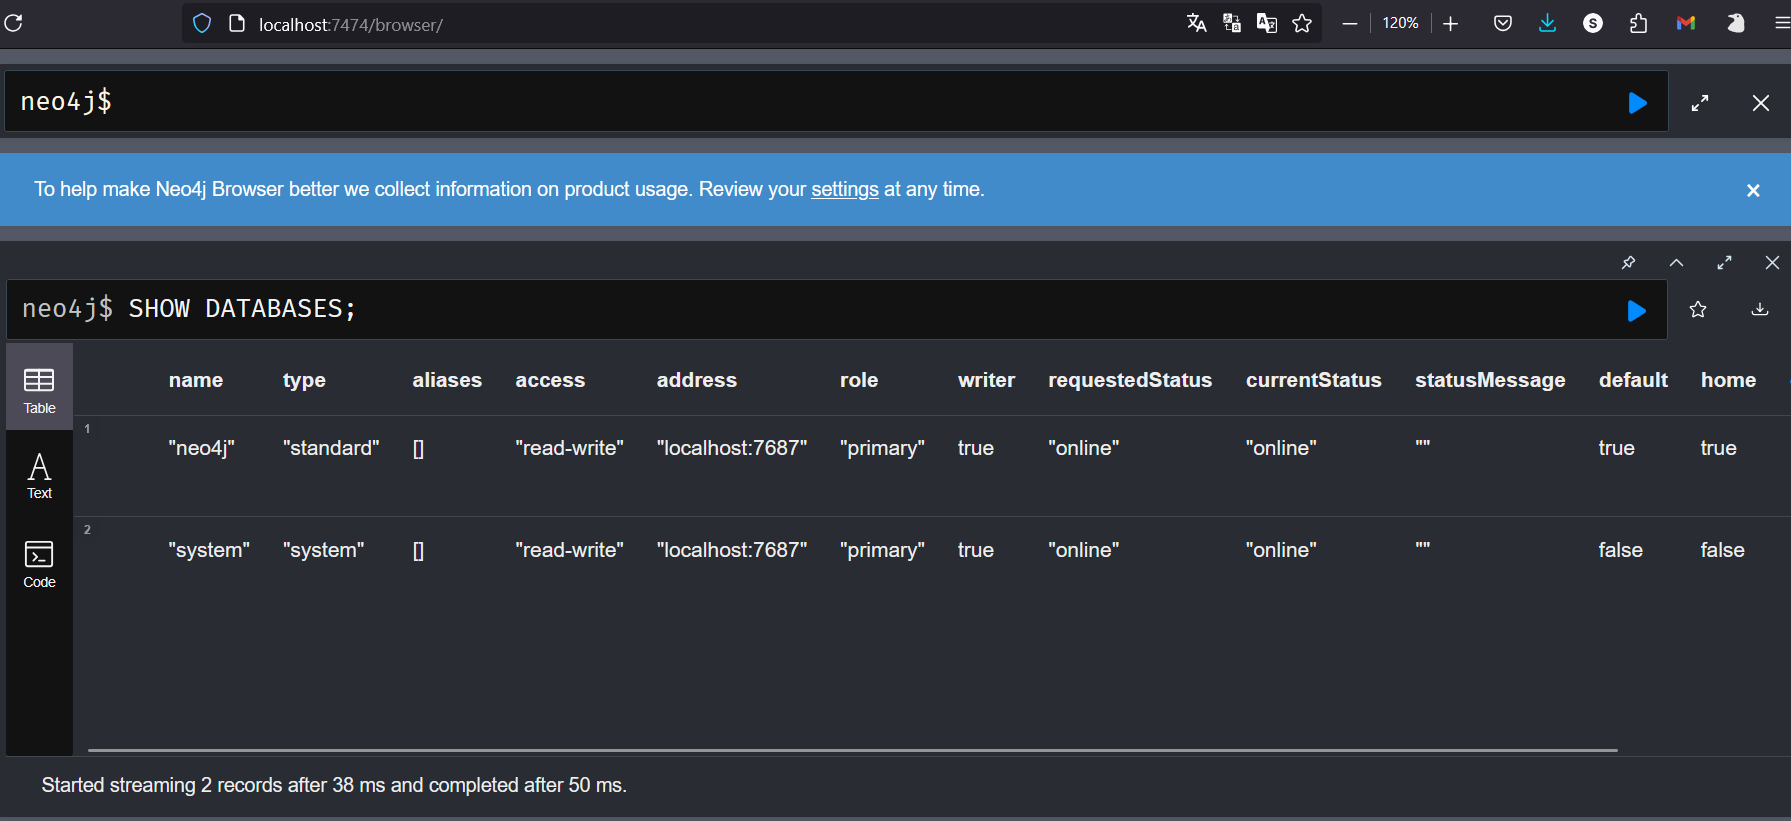 localhost:7474/browser/
120%
S
neo4j$
To help make Neo4j Browser better we collect information on product usage. Review your settings at any time.
neo4j$ SHOW DATABASES;
name type aliases access address role writer requestedStatus currentStatus statusMessage default home
Table
1
"neo4j" "standard" [] "read-write" "localhost:7687" "primary" true "online" "online" "" true true
Text
2
"system" "system" [] "read-write" "localhost:7687" "primary" true "online" "online" "" false false
Code
Started streaming 2 records after 38 ms and completed after 50 ms.